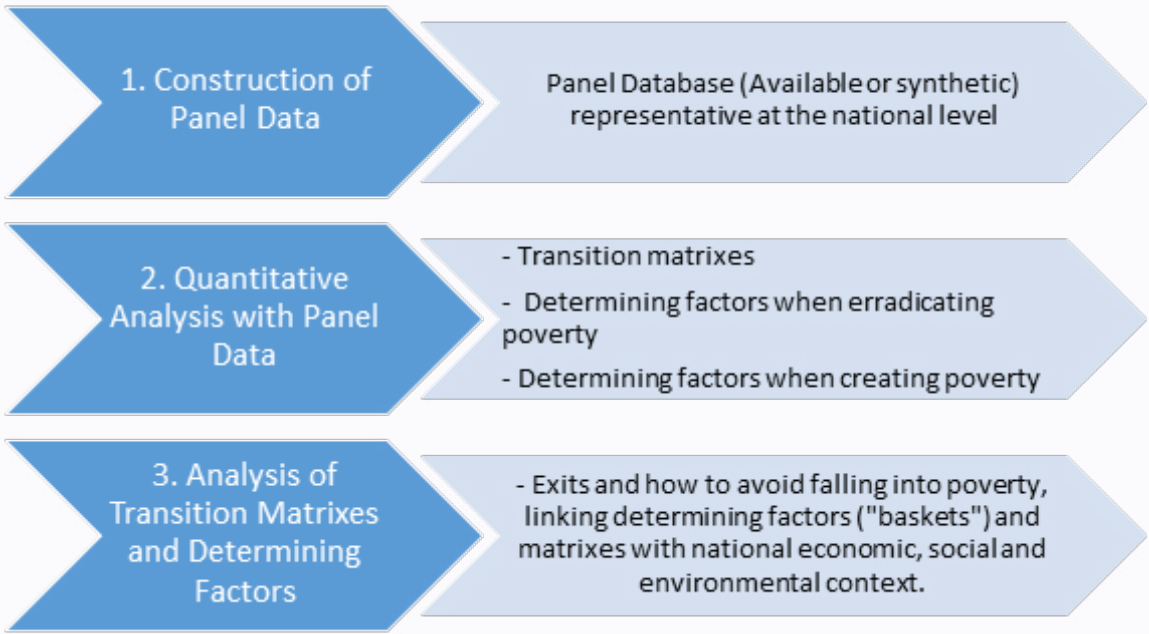 1. Construction of
Panel Data
Panel Database (Available or synthetic)
representative at the national level
2. Quantitative
Analysis with Panel
Data
- Transition matrixes
- Determining factors when erradicating
poverty
- Determining factors when creating poverty
3. Analysis of
Transition Matrixes
and Determining
Factors
- Exits and how to avoid falling into poverty,
linking determining factors ("baskets") and
matrixes with national economic, social and
environmental context.